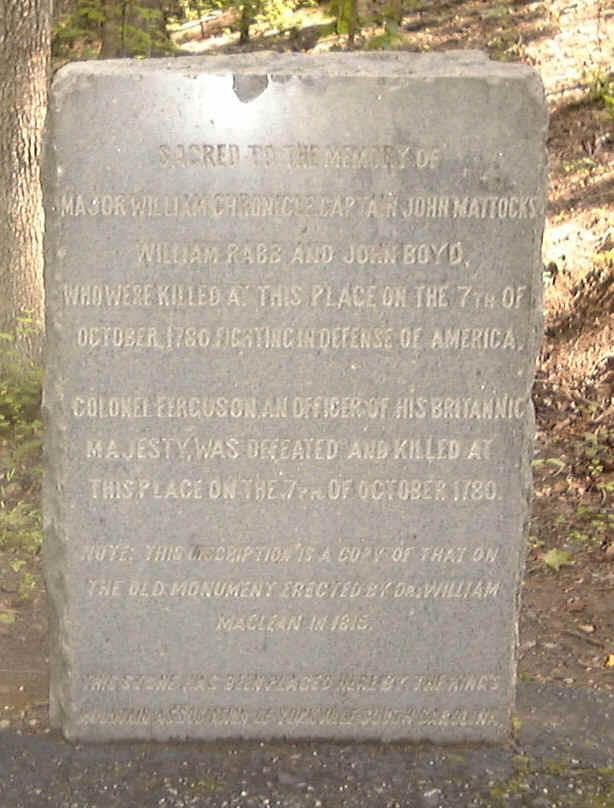 SACRED TO THE MEMORY OF
MAJOR WILLIAM CHRONICLE, CAPTAIN JOHN MATTOCKS
WILLIAM RABB AND JOHN BOYD,
WHO WERE KILLED AT THIS PLACE ON THE 7TH OF
OCTOBER, 1780, FIGHTING IN DEFENSE OF AMERICA.
COLONEL FERGUSON, AN OFFICER OF HIS BRITANNIC
MAJESTY, WAS DEFEATED AND KILLED AT
THIS PLACE ON THE 7TH OF OCTOBER 1780.
NOTE: THIS INSCRIPTION IS A COPY OF THAT ON
THE OLD MONUMENT ERECTED BY DR. WILLIAM
MACLEAN IN 1815.
THIS STONE HAS BEEN PLACED HERE BY THE KING'S
MOUNTAIN ASSOCIATION OF YORKVILLE SOUTH CAROLINA.